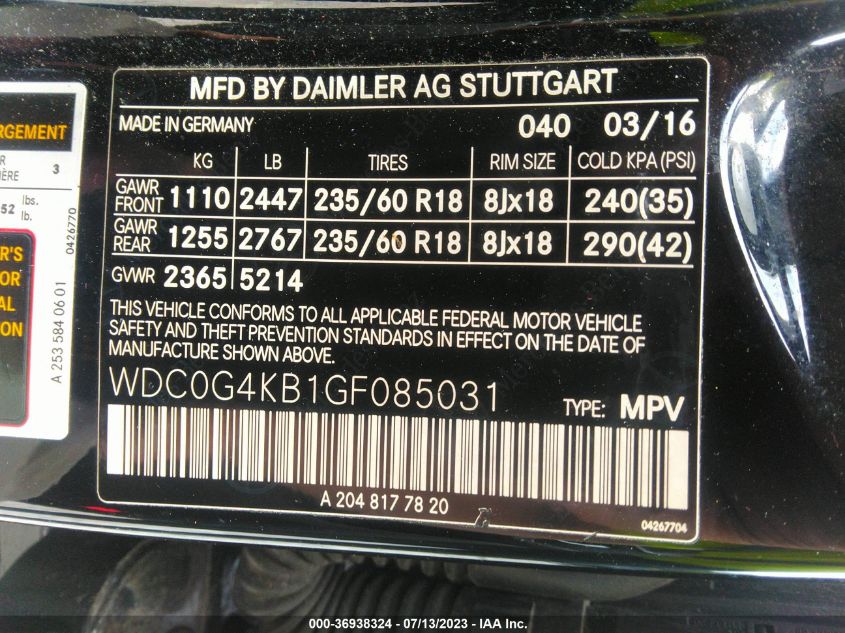 MFD BY DAIMLER AG STUTTGART
MADE IN GERMANY 040 03/16
KG LB TIRES RIM SIZE COLD KPA (PSI)
GAWR FRONT 1110 2447 235/60 R18 8Jx18 240(35)
GAWR REAR 1255 2767 235/60 R18 8Jx18 290(42)
GVWR 2365 5214
THIS VEHICLE CONFORMS TO ALL APPLICABLE FEDERAL MOTOR VEHICLE
SAFETY AND THEFT PREVENTION STANDARDS IN EFFECT ON THE DATE OF
MANUFACTURE SHOWN ABOVE.
WDC0G4KB1GF085031 TYPE: MPV
A 204 817 78 20
04267704
RGEMENT
3
lbs.
lb.
52
0426770
A 253 584 06 01
000-36938324 - 07/13/2023 - IAA Inc.